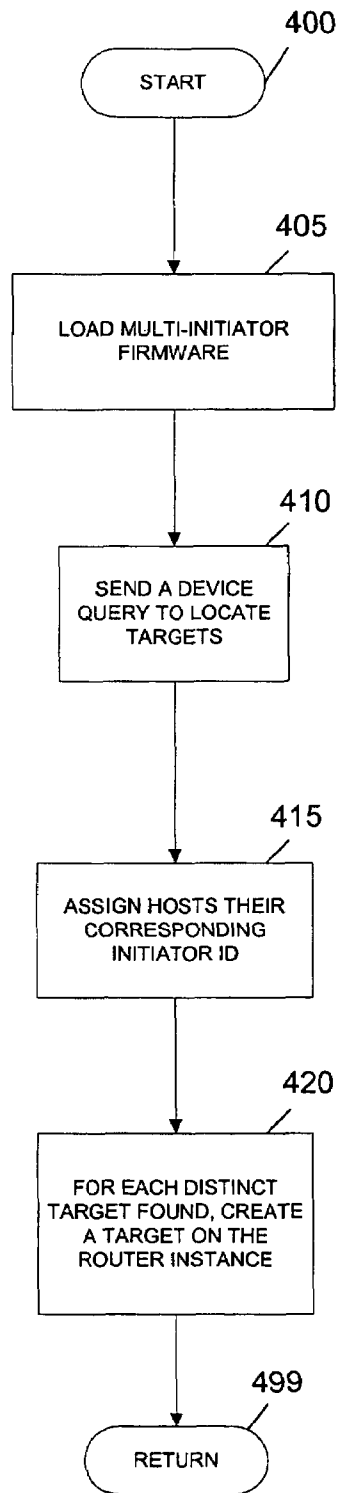 400
START
405
LOAD MULTI-INITIATOR
FIRMWARE
410
SEND A DEVICE
QUERY TO LOCATE
TARGETS
415
ASSIGN HOSTS THEIR
CORRESPONDING
INITIATOR ID
420
FOR EACH DISTINCT
TARGET FOUND, CREATE
A TARGET ON THE
ROUTER INSTANCE
499
RETURN